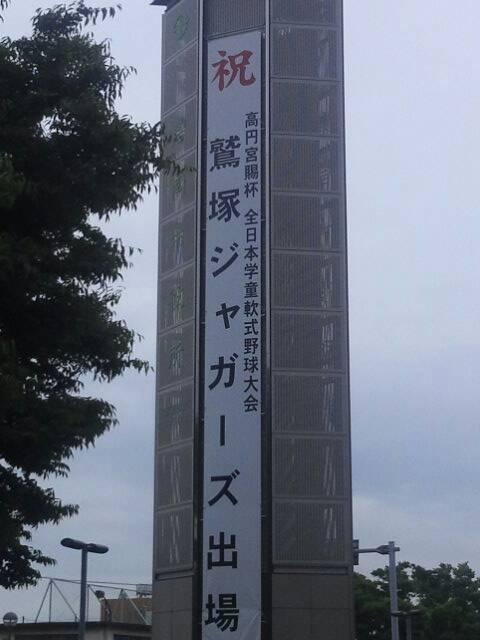 祝
高円宮賜杯 全日本学童軟式野球大会
鷲塚ジャガーズ出場